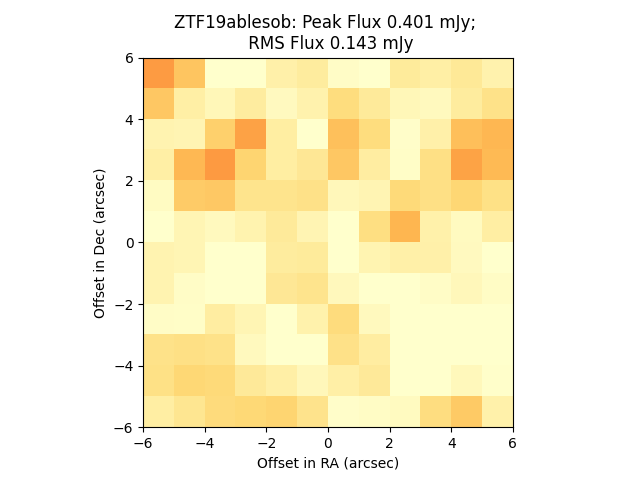 ZTF19ablesob: Peak Flux 0.401 mJy;
RMS Flux 0.143 mJy
6
4
2
0
−2
−4
−6
Offset in Dec (arcsec)
−6 −4 −2 0 2 4 6
Offset in RA (arcsec)